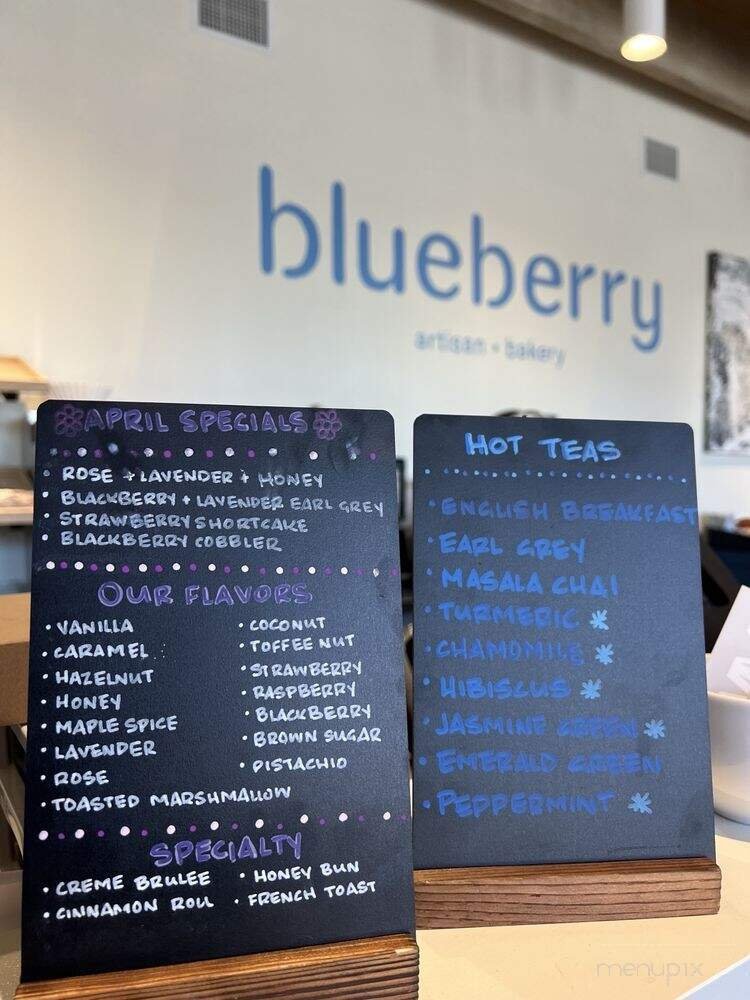 blueberry
artisan • bakery
APRIL SPECIALS
• ROSE + LAVENDER + HONEY
• BLACKBERRY + LAVENDER EARL GREY
• STRAWBERRY SHORTCAKE
• BLACKBERRY COBBLER
OUR FLAVORS
• VANILLA
• CARAMEL
• HAZELNUT
• HONEY
• MAPLE SPICE
• LAVENDER
• ROSE
• TOASTED MARSHMALLOW
• COCONUT
• TOFFEE NUT
• STRAWBERRY
• RASPBERRY
• BLACKBERRY
• BROWN SUGAR
• PISTACHIO
SPECIALTY
• CREME BRULEE
• CINNAMON ROLL
• HONEY BUN
• FRENCH TOAST
HOT TEAS
• ENGLISH BREAKFAST
• EARL GREY
• MASALA CHAI
• TURMERIC *
• CHAMOMILE *
• HIBISCUS *
• JASMINE GREEN *
• EMERALD GREEN
• PEPPERMINT *
menupix